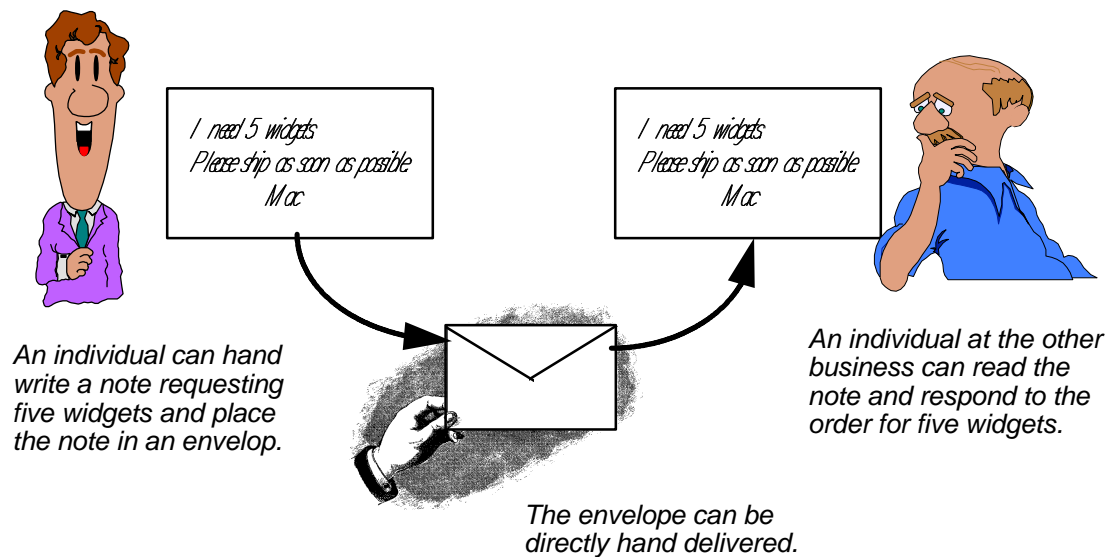 I need 5 widgets
Please ship as soon as possible
Mac
I need 5 widgets
Please ship as soon as possible
Mac
An individual can hand
write a note requesting
five widgets and place
the note in an envelop.
The envelope can be
directly hand delivered.
An individual at the other
business can read the
note and respond to the
order for five widgets.